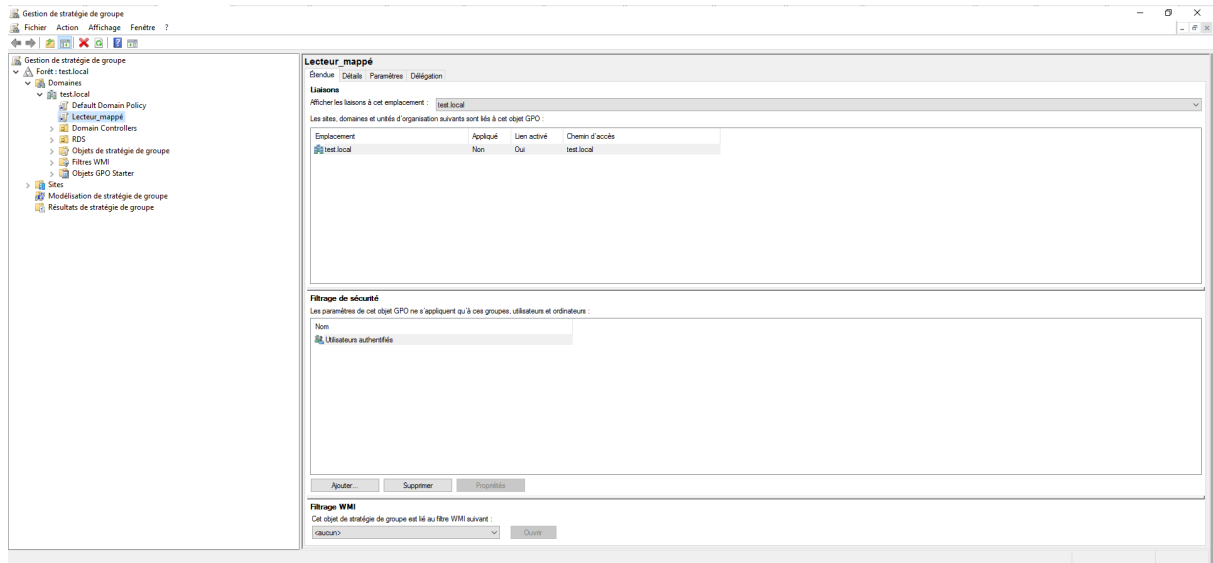 Gestion de stratégie de groupe
Fichier Action Affichage Fenêtre ?
Gestion de stratégie de groupe
Forêt : test.local
Domaines
test.local
Default Domain Policy
Lecteur_mappé
Domain Controllers
RDS
Objets de stratégie de groupe
Filtres WMI
Objets GPO Starter
Sites
Modélisation de stratégie de groupe
Résultats de stratégie de groupe
Lecteur_mappé
Étendue Détails Paramètres Délégation
Liaisons
Afficher les liaisons à cet emplacement : test.local
Les sites, domaines et unités d'organisation suivants sont liés à cet objet GPO :
Emplacement Appliqué Lien activé Chemin d'accès
test.local Non Oui test.local
Filtrage de sécurité
Les paramètres de cet objet GPO ne s'appliquent qu'à ces groupes, utilisateurs et ordinateurs :
Nom
Utilisateurs authentifiés
Ajouter... Supprimer Propriétés
Filtrage WMI
Cet objet de stratégie de groupe est lié au filtre WMI suivant :
<aucun> Ouvrir